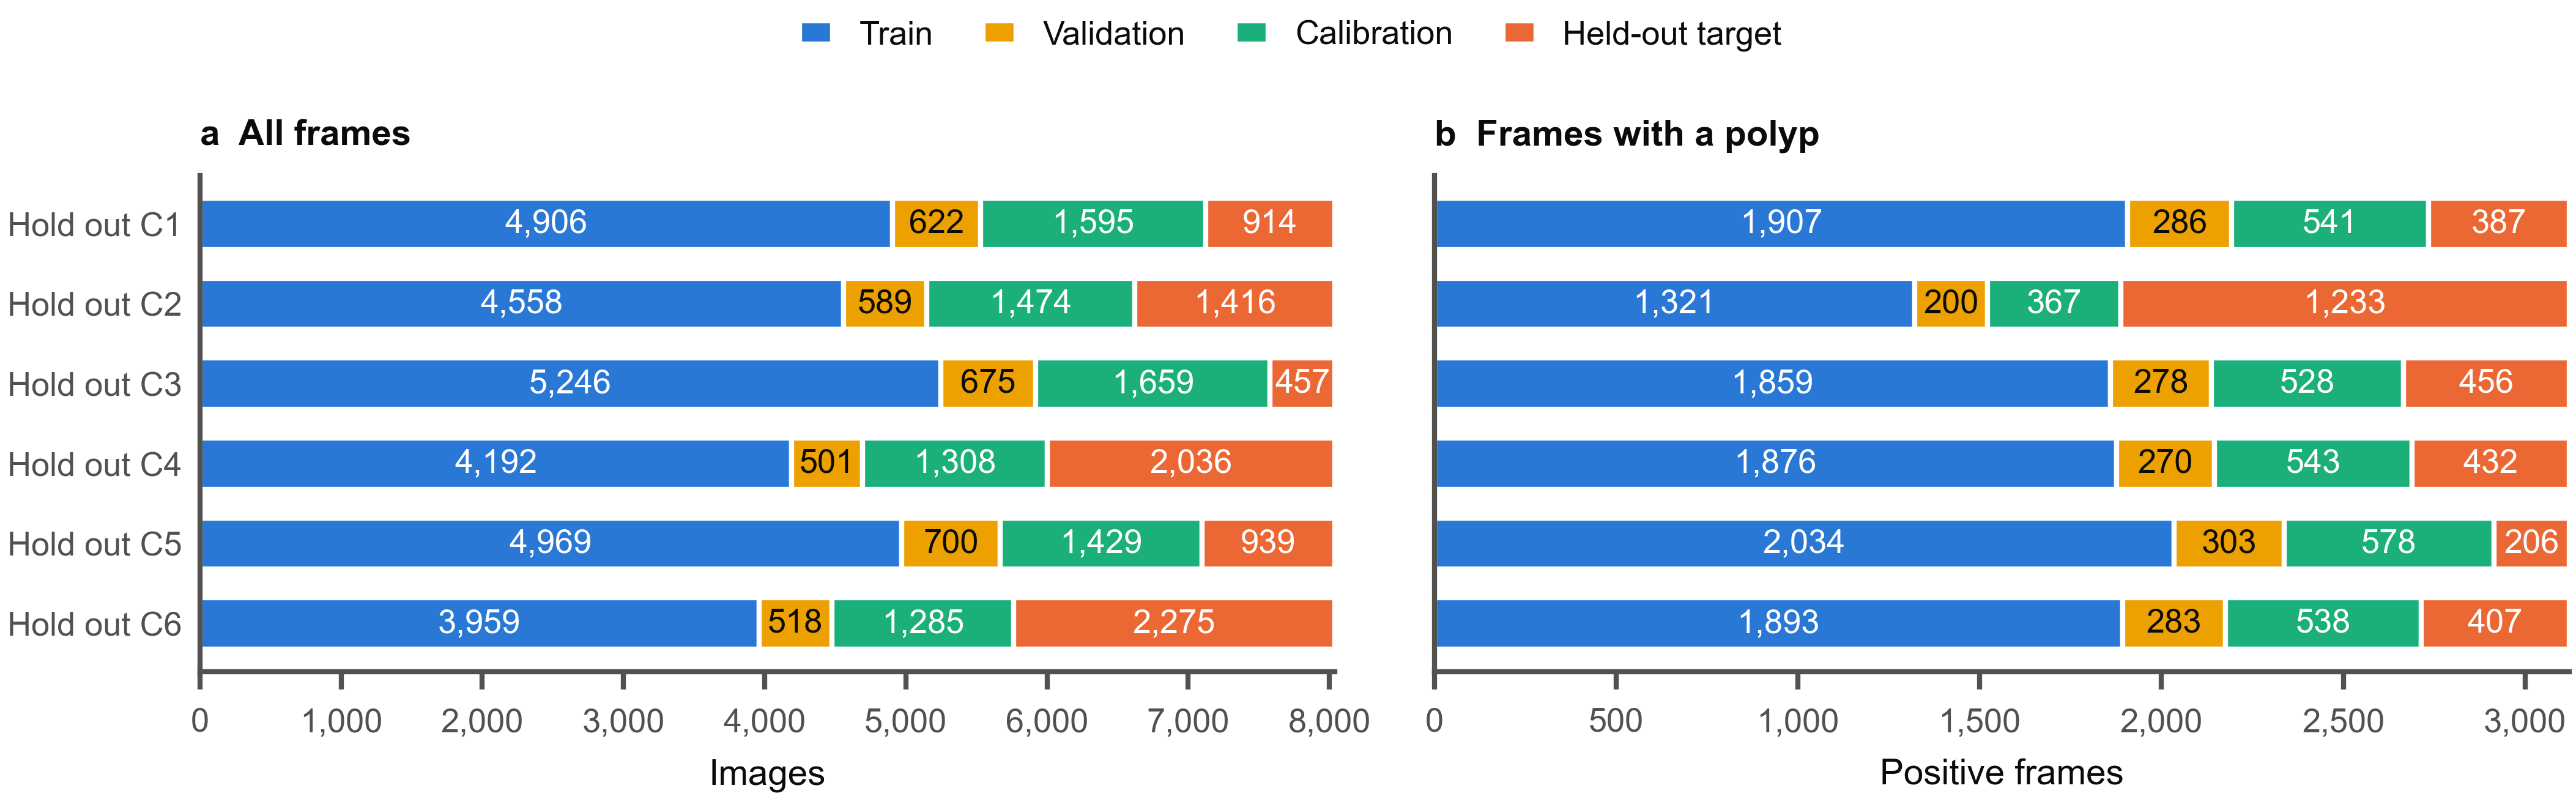 Train Validation Calibration Held-out target
a All frames
Hold out C1 4,906 622 1,595 914
Hold out C2 4,558 589 1,474 1,416
Hold out C3 5,246 675 1,659 457
Hold out C4 4,192 501 1,308 2,036
Hold out C5 4,969 700 1,429 939
Hold out C6 3,959 518 1,285 2,275
0 1,000 2,000 3,000 4,000 5,000 6,000 7,000 8,000
Images
b Frames with a polyp
1,907 286 541 387
1,321 200 367 1,233
1,859 278 528 456
1,876 270 543 432
2,034 303 578 206
1,893 283 538 407
0 500 1,000 1,500 2,000 2,500 3,000
Positive frames